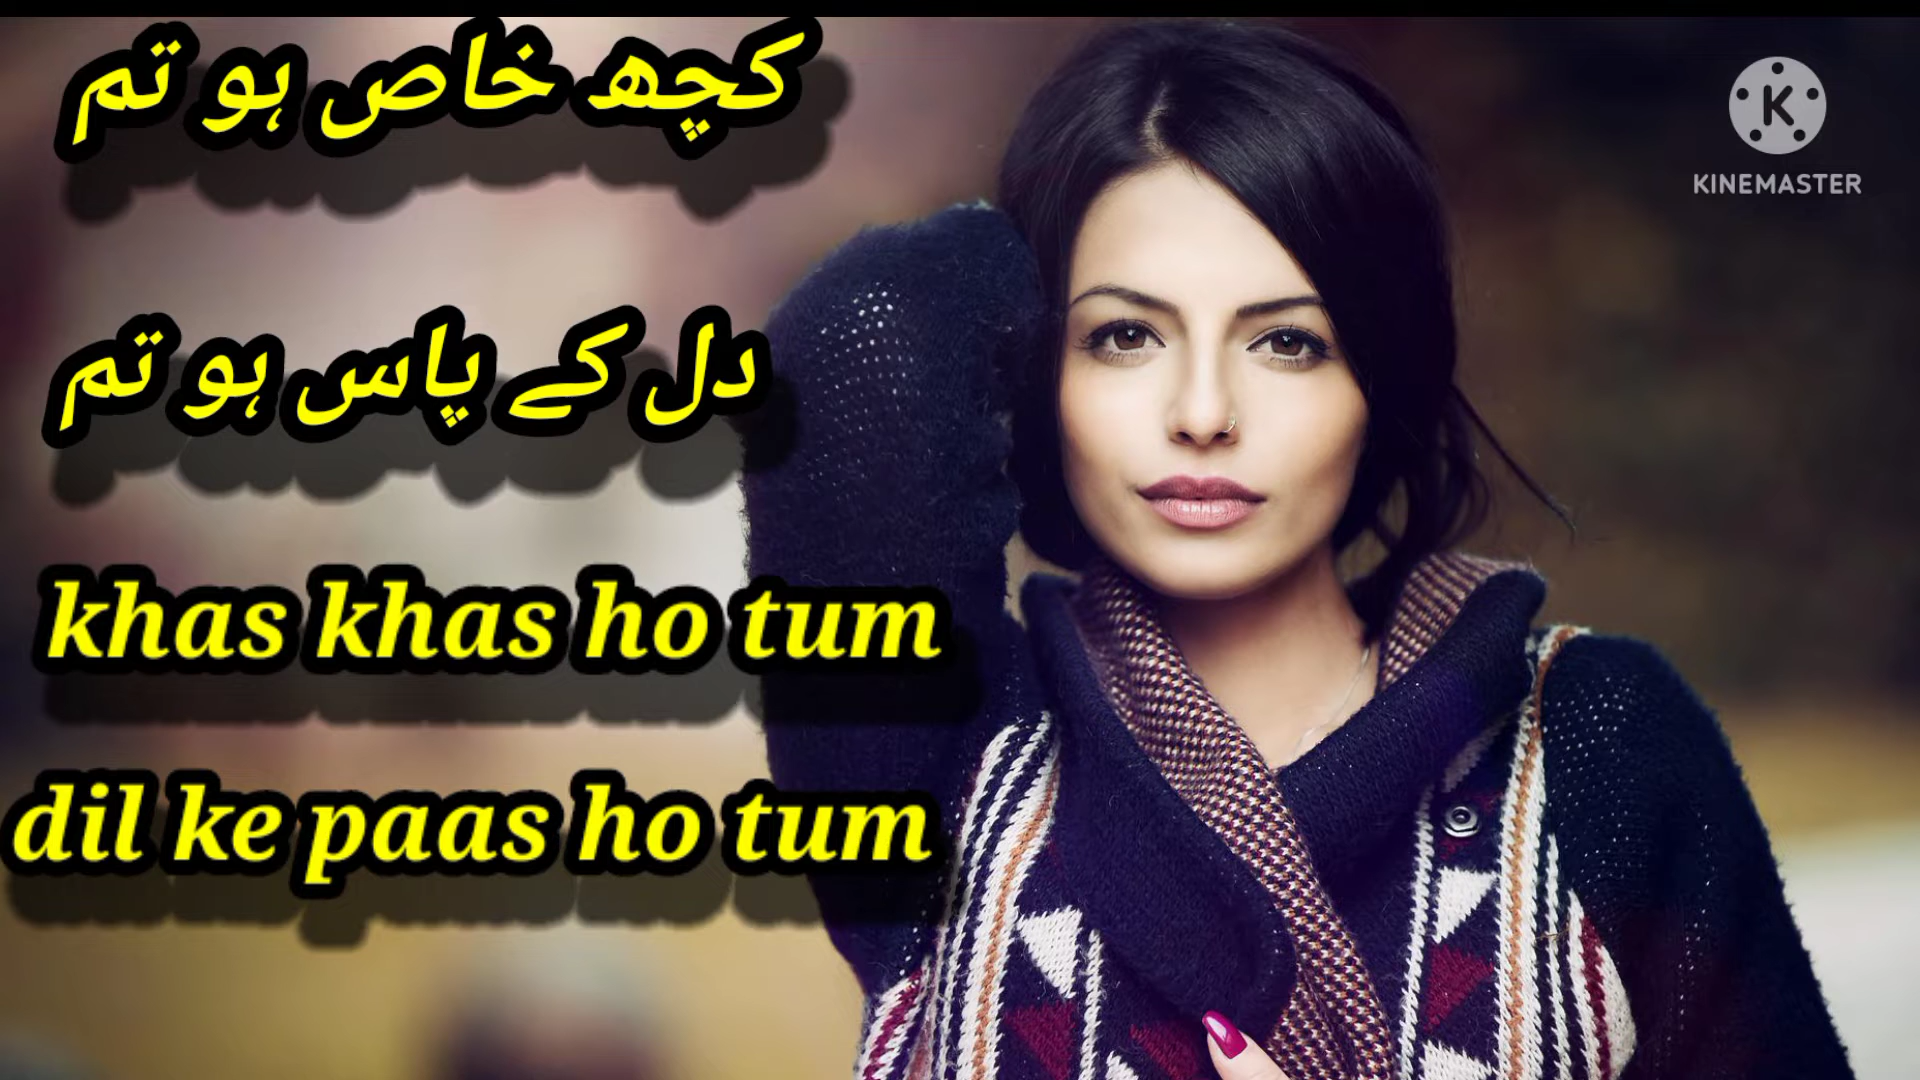 کچھ خاص ہو تم
دل کے پاس ہو تم
khas khas ho tum
dil ke paas ho tum
K
KINEMASTER